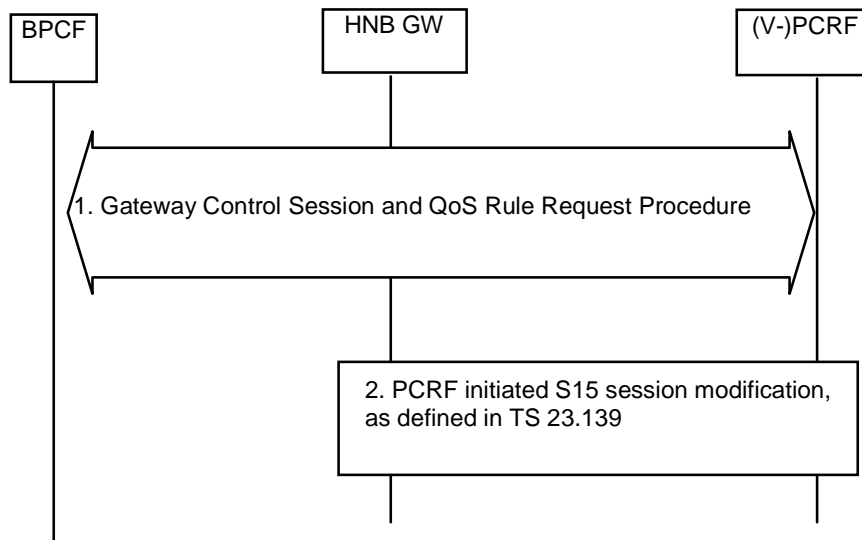 BPCF
HNB GW
(V-)PCRF
1. Gateway Control Session and QoS Rule Request Procedure
2. PCRF initiated S15 session modification,
as defined in TS 23.139